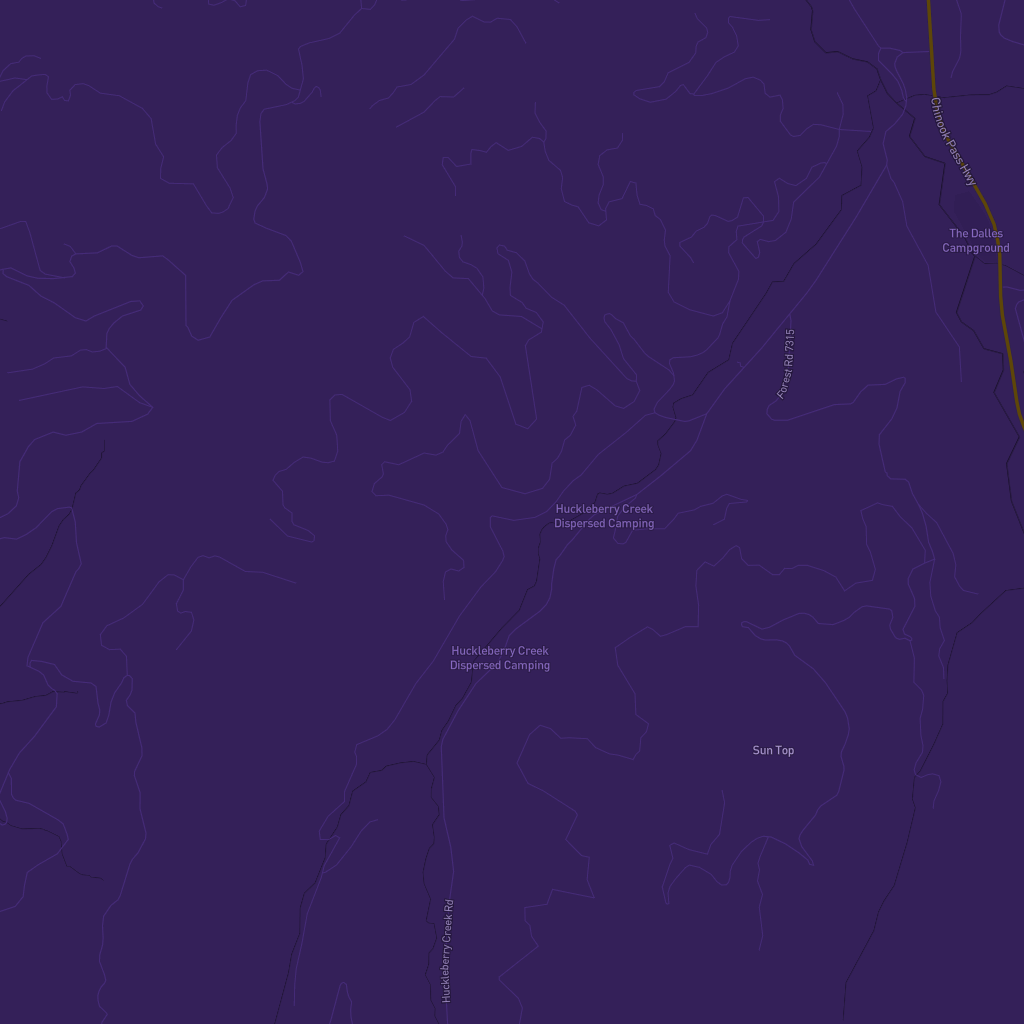 Chinook Pass Hwy
The Dalles
Campground
Forest Rd 7315
Huckleberry Creek
Dispersed Camping
Huckleberry Creek
Dispersed Camping
Sun Top
Huckleberry Creek Rd